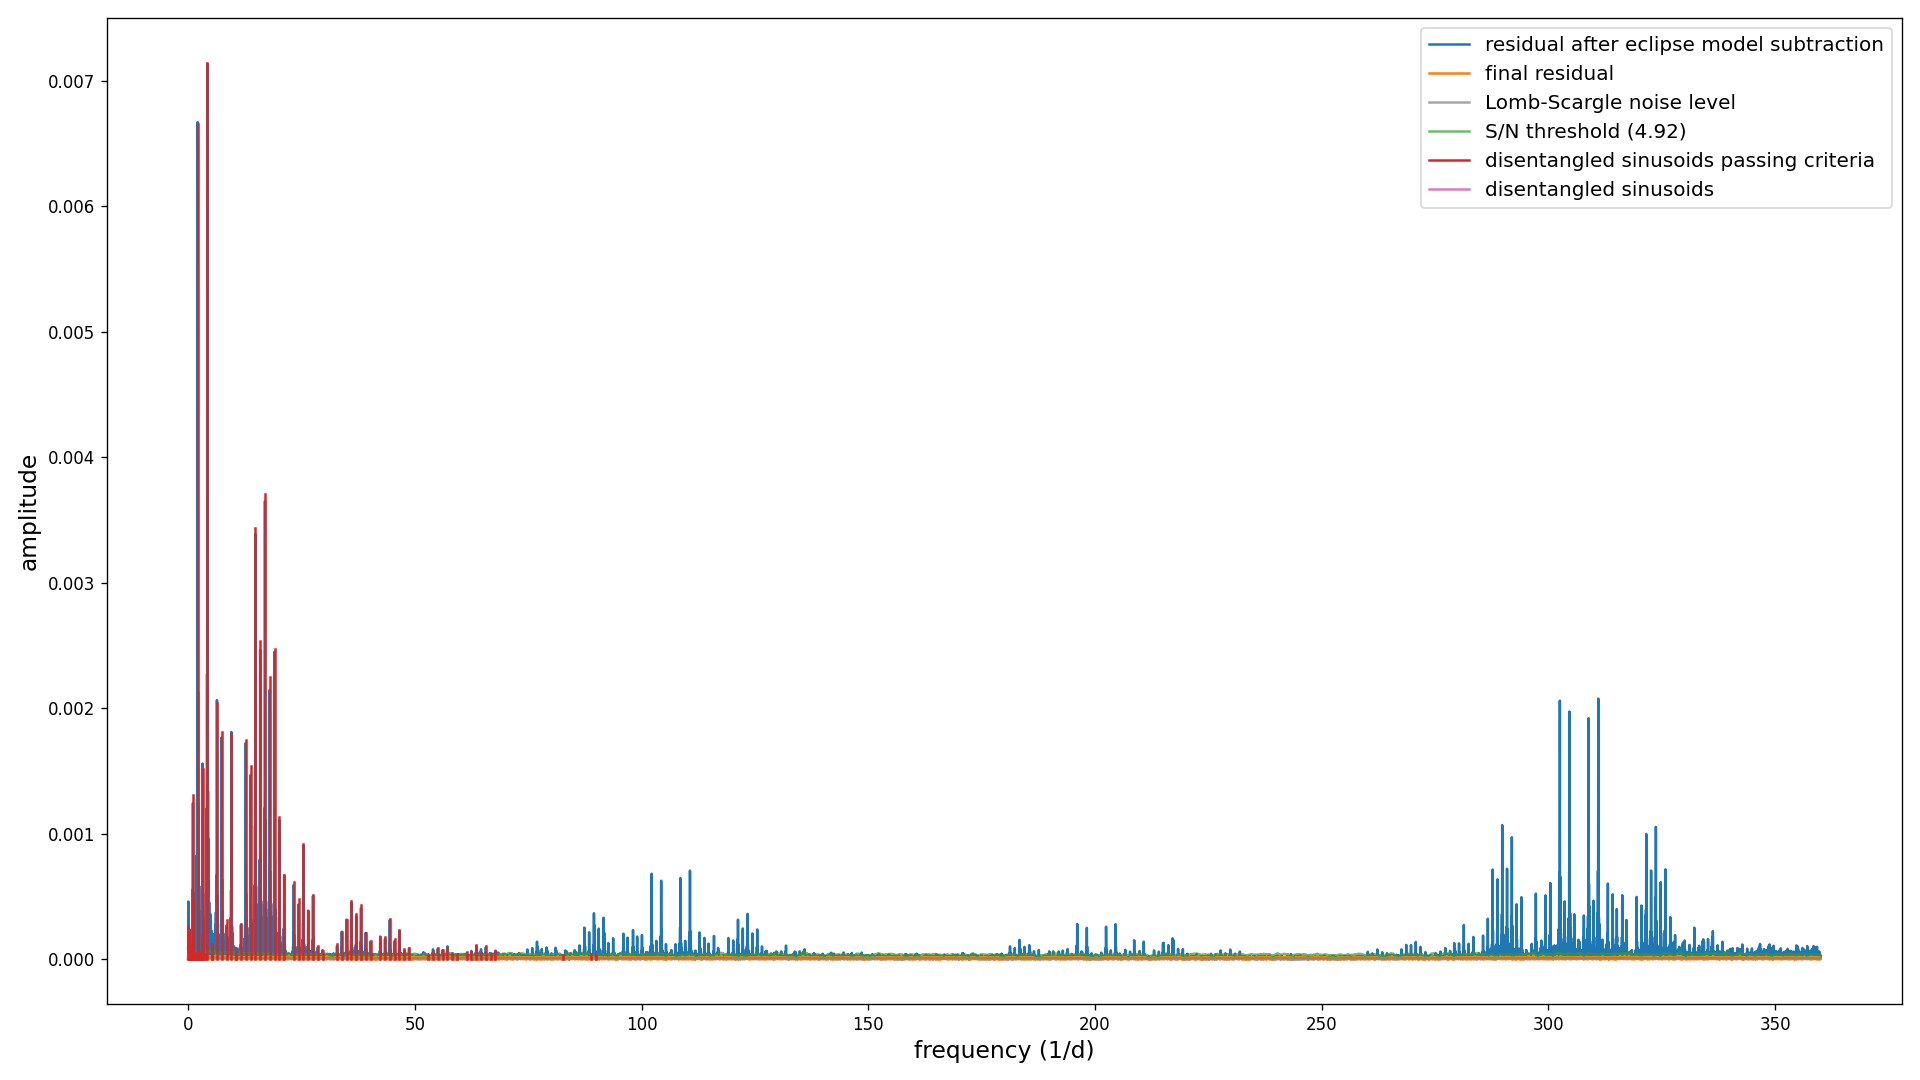 residual after eclipse model subtraction
final residual
Lomb-Scargle noise level
S/N threshold (4.92)
disentangled sinusoids passing criteria
disentangled sinusoids
amplitude
0.007
0.006
0.005
0.004
0.003
0.002
0.001
0.000
0 50 100 150 200 250 300 350
frequency (1/d)